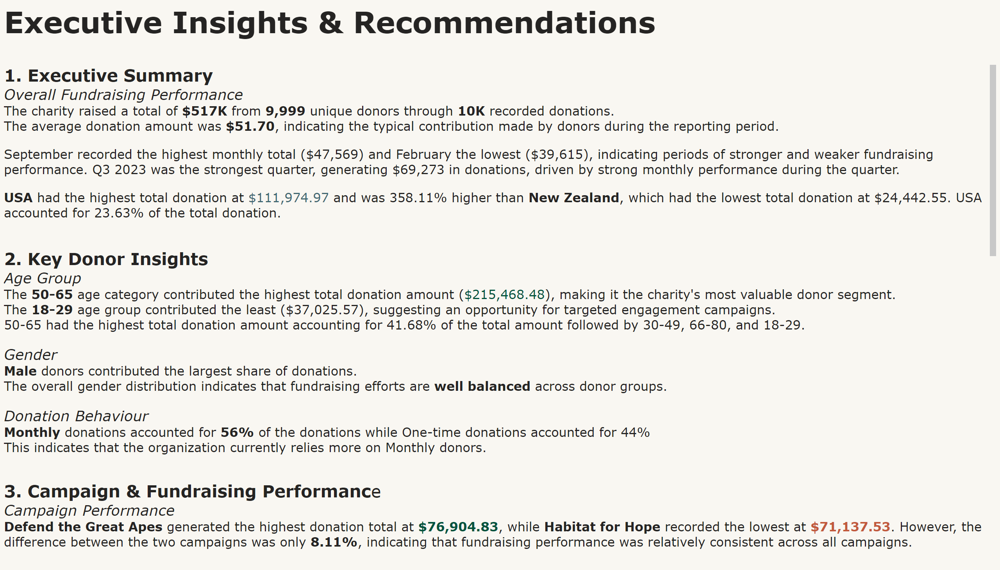 Executive Insights & Recommendations
1. Executive Summary
Overall Fundraising Performance
The charity raised a total of $517K from 9,999 unique donors through 10K recorded donations.
The average donation amount was $51.70, indicating the typical contribution made by donors during the reporting period.
September recorded the highest monthly total ($47,569) and February the lowest ($39,615), indicating periods of stronger and weaker fundraising
performance. Q3 2023 was the strongest quarter, generating $69,273 in donations, driven by strong monthly performance during the quarter.
USA had the highest total donation at $111,974.97 and was 358.11% higher than New Zealand, which had the lowest total donation at $24,442.55. USA
accounted for 23.63% of the total donation.
2. Key Donor Insights
Age Group
The 50-65 age category contributed the highest total donation amount ($215,468.48), making it the charity's most valuable donor segment.
The 18-29 age group contributed the least ($37,025.57), suggesting an opportunity for targeted engagement campaigns.
50-65 had the highest total donation amount accounting for 41.68% of the total amount followed by 30-49, 66-80, and 18-29.
Gender
Male donors contributed the largest share of donations.
The overall gender distribution indicates that fundraising efforts are well balanced across donor groups.
Donation Behaviour
Monthly donations accounted for 56% of the donations while One-time donations accounted for 44%
This indicates that the organization currently relies more on Monthly donors.
3. Campaign & Fundraising Performance
Campaign Performance
Defend the Great Apes generated the highest donation total at $76,904.83, while Habitat for Hope recorded the lowest at $71,137.53. However, the
difference between the two campaigns was only 8.11%, indicating that fundraising performance was relatively consistent across all campaigns.